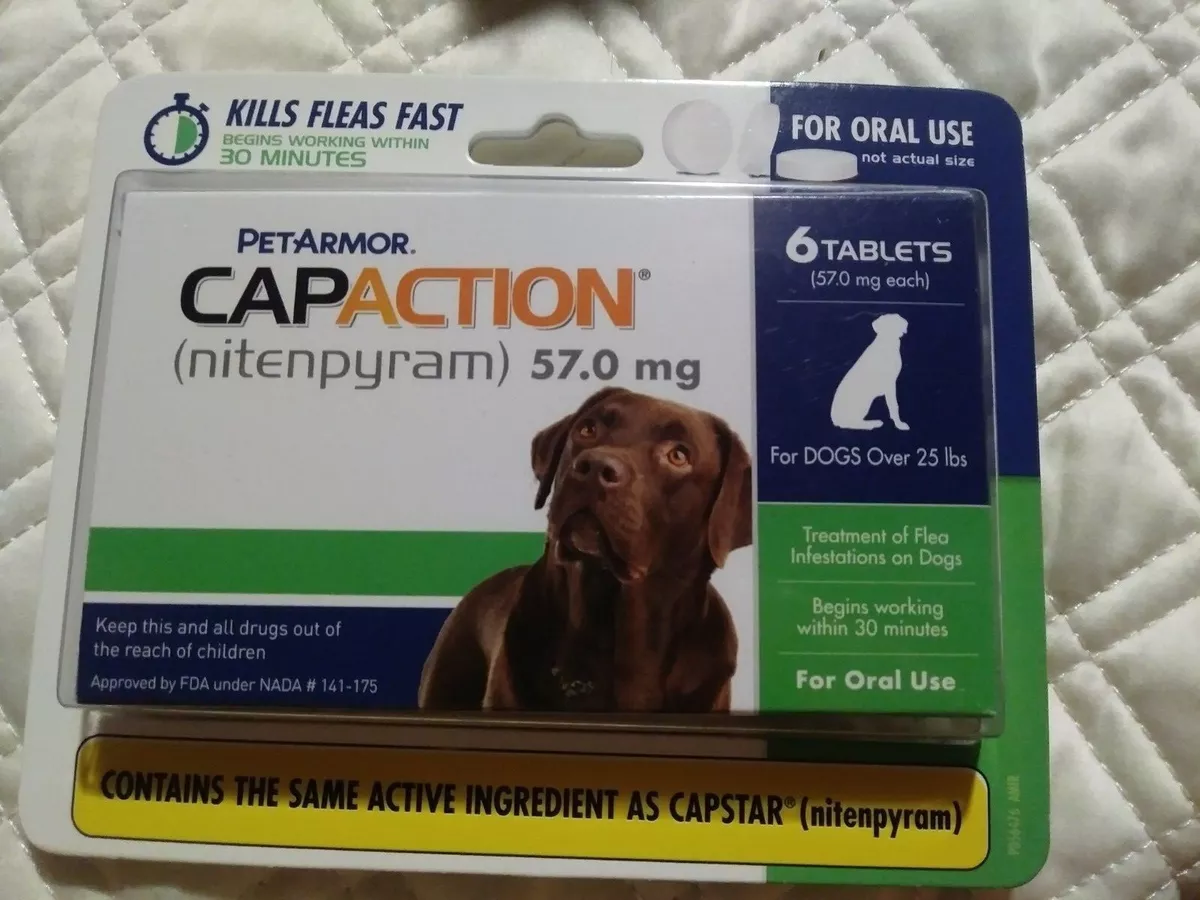 KILLS FLEAS FAST
BEGINS WORKING WITHIN
30 MINUTES
FOR ORAL USE
not actual size
PETARMOR®
CAPACTION®
(nitenpyram) 57.0 mg
6 TABLETS
(57.0 mg each)
For DOGS Over 25 lbs
Treatment of Flea
Infestations on Dogs
Begins working
within 30 minutes
For Oral Use
Keep this and all drugs out of
the reach of children
Approved by FDA under NADA # 141-175
CONTAINS THE SAME ACTIVE INGREDIENT AS CAPSTAR® (nitenpyram)